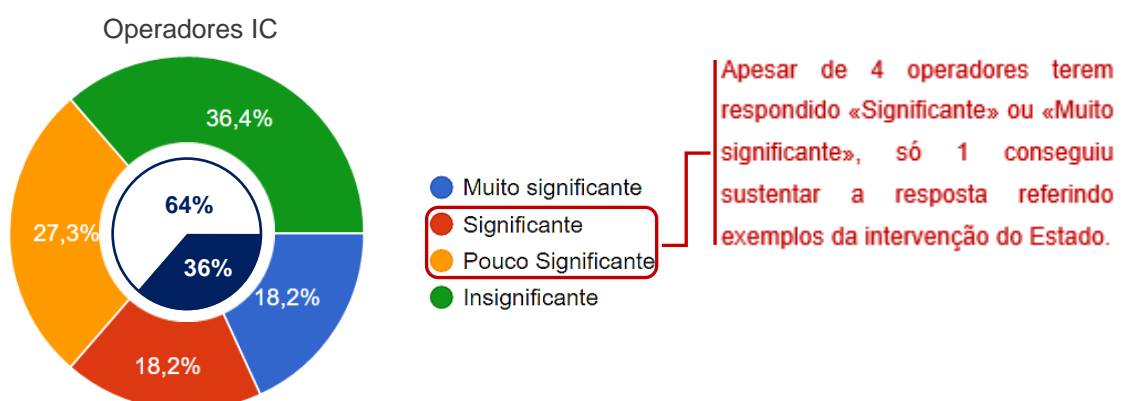 Operadores IC
36,4%
64%
27,3%
36%
18,2%
18,2%
Muito significante
Significante
Pouco Significante
Insignificante
Apesar de 4 operadores terem
respondido «Significante» ou «Muito
significante», só 1 conseguiu
sustentar a resposta referindo
exemplos da intervenção do Estado.